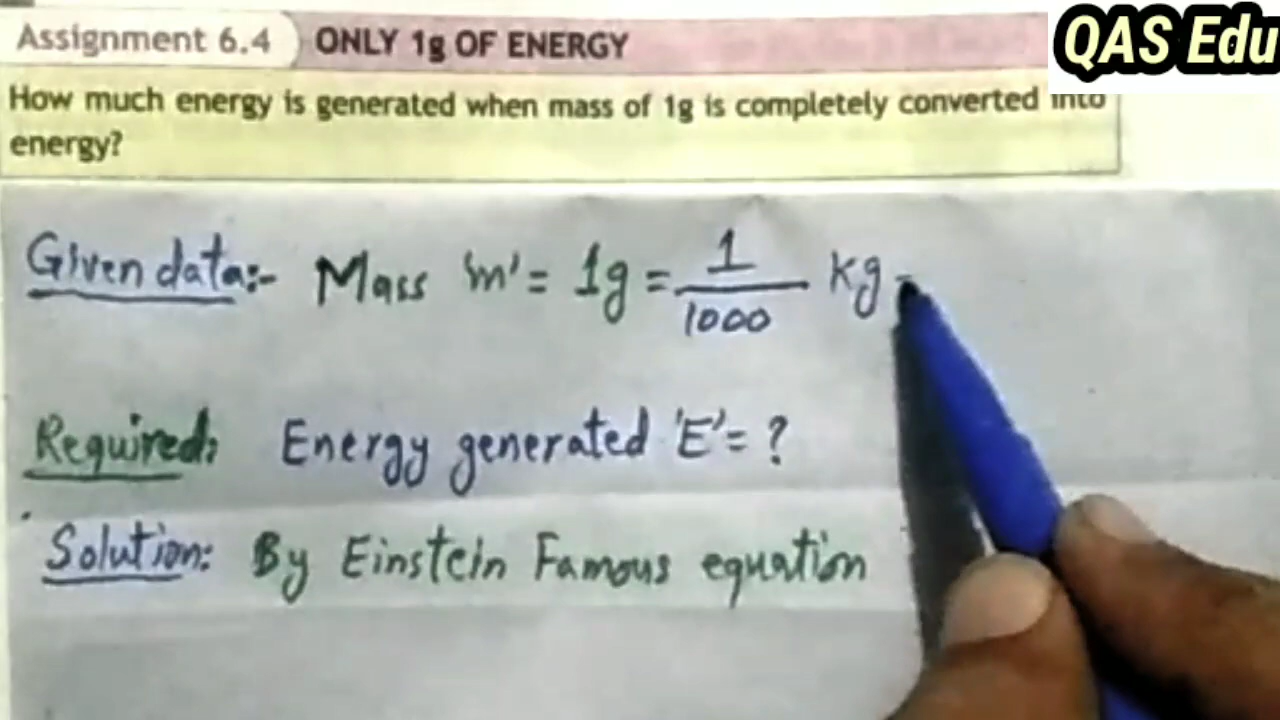 Assignment 6.4 ONLY 1g OF ENERGY
QAS Edu
How much energy is generated when mass of 1g is completely converted into
energy?
Given data:- Mass 'm' = 1g = 1/1000 kg =
Required: Energy generated 'E' = ?
Solution: By Einstein Famous equation